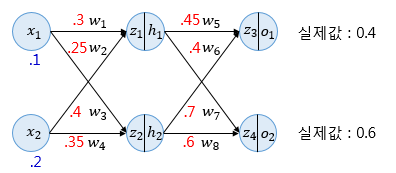 .3 w₁ .45 w₅
x₁ z₁ h₁ z₃ o₁ 실제값 : 0.4
.25 w₂ .4 w₆
.1
.4 w₃ .7 w₇
x₂ z₂ h₂ z₄ o₂ 실제값 : 0.6
.35 w₄ .6 w₈
.2